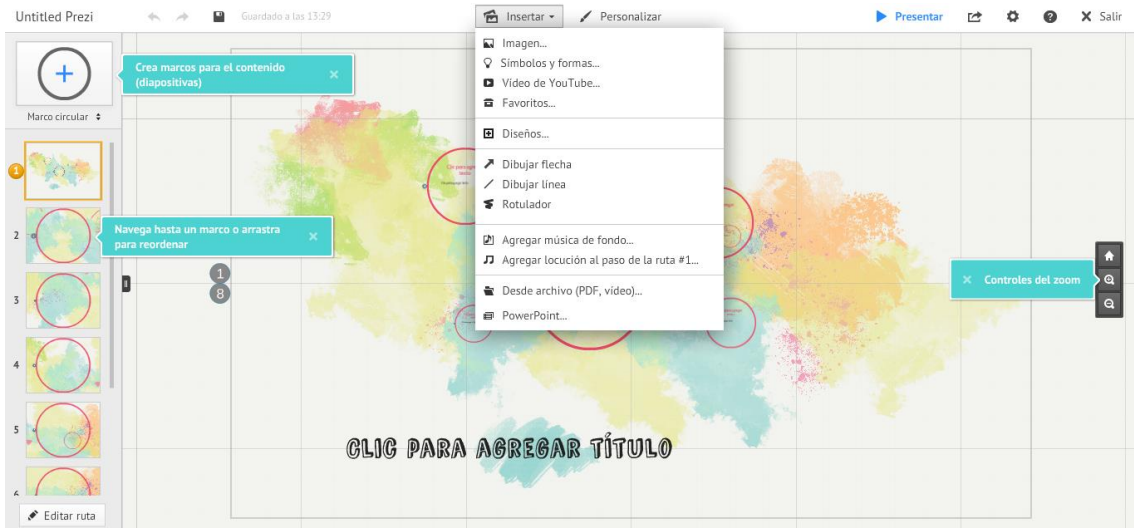 Untitled Prezi
Guardado a las 13:29
Insertar
Personalizar
Presentar
Salir
Crea marcos para el contenido
(diapositivas)
Marco circular
1
2
Navega hasta un marco o arrastra
para reordenar
3
4
5
6
Editar ruta
1
8
Imagen...
Símbolos y formas...
Vídeo de YouTube...
Favoritos...
Diseños...
Dibujar flecha
Dibujar línea
Rotulador
Agregar música de fondo...
Agregar locución al paso de la ruta #1...
Desde archivo (PDF, vídeo)...
PowerPoint...
Controles del zoom
CLIC PARA AGREGAR TÍTULO